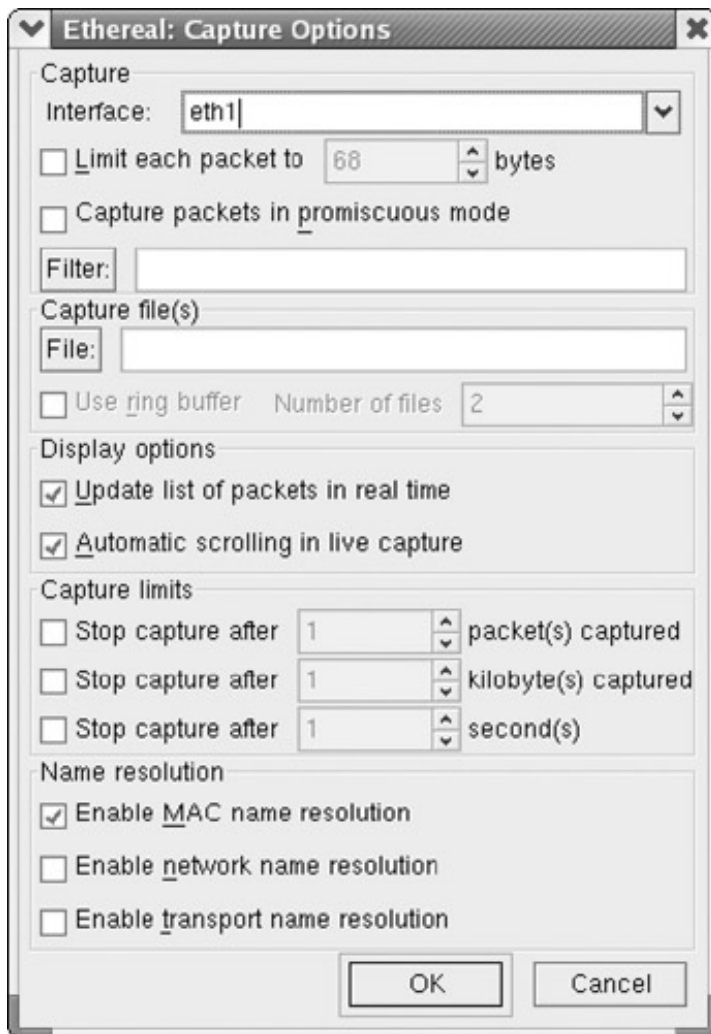 Ethereal: Capture Options
Capture
Interface: eth1
Limit each packet to 68 bytes
Capture packets in promiscuous mode
Filter:
Capture file(s)
File:
Use ring buffer Number of files 2
Display options
Update list of packets in real time
Automatic scrolling in live capture
Capture limits
Stop capture after 1 packet(s) captured
Stop capture after 1 kilobyte(s) captured
Stop capture after 1 second(s)
Name resolution
Enable MAC name resolution
Enable network name resolution
Enable transport name resolution
OK Cancel